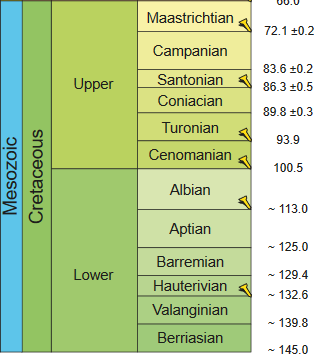 66.0
Maastrichtian
72.1 ±0.2
Campanian
83.6 ±0.2
Santonian
86.3 ±0.5
Coniacian
89.8 ±0.3
Turonian
93.9
Cenomanian
100.5
Upper
Albian
~ 113.0
Aptian
~ 125.0
Barremian
~ 129.4
Hauterivian
~ 132.6
Valanginian
~ 139.8
Berriasian
~ 145.0
Lower
Cretaceous
Mesozoic